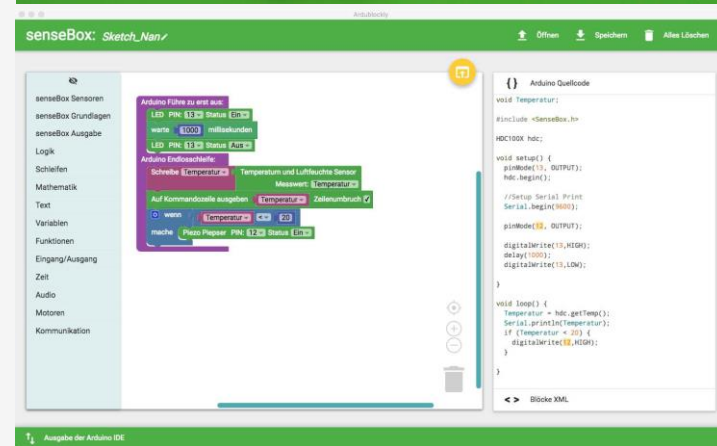 Ardublockly
senseBox: Sketch_Nan
Öffnen
Speichern
Alles Löschen
senseBox Sensoren
senseBox Grundlagen
senseBox Ausgabe
Logik
Schleifen
Mathematik
Text
Variablen
Funktionen
Eingang/Ausgang
Zeit
Audio
Motoren
Kommunikation
Arduino Führe zu erst aus:
LED PIN: 13 Status Ein
warte 1000 millisekunden
LED PIN: 13 Status Aus
Arduino Endlosschleife:
Schreibe Temperatur Temperatum und Luftfeuchte Sensor
Messwert: Temperatur
Auf Kommandozeile ausgeben Temperatur Zeilenumbruch
wenn Temperatur < 20
mache Piezo Piepser PIN: 12 Status Ein
{} Arduino Quellcode
void Temperatur;
#include <SenseBox.h>
HDC100X hdc;
void setup() {
pinMode(13, OUTPUT);
hdc.begin();
//Setup Serial Print
Serial.begin(9600);
pinMode(12, OUTPUT);
digitalWrite(13,HIGH);
delay(1000);
digitalWrite(13,LOW);
}
void loop() {
Temperatur = hdc.getTemp();
Serial.println(Temperatur);
if (Temperatur < 20) {
digitalWrite(12,HIGH);
}
}
<> Blöcke XML
Ausgabe der Arduino IDE